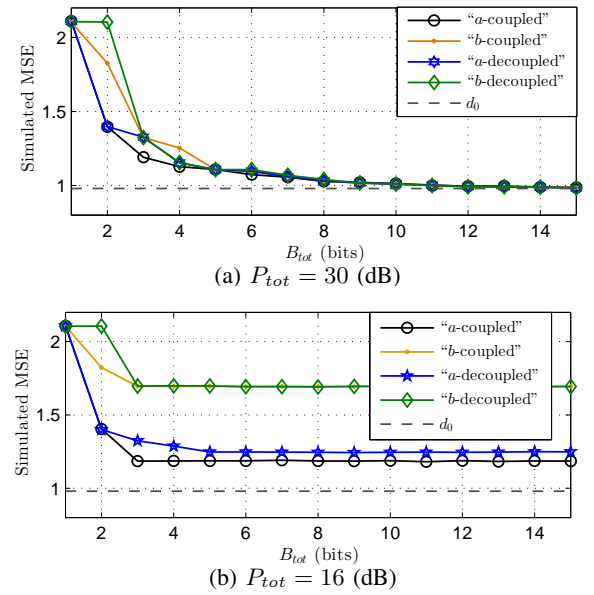 2
1.5
1
Simulated MSE
"a-coupled"
"b-coupled"
"a-decoupled"
"b-decoupled"
d₀
2 4 6 8 10 12 14
B_tot (bits)
(a) P_tot = 30 (dB)
2
1.5
1
Simulated MSE
"a-coupled"
"b-coupled"
"a-decoupled"
"b-decoupled"
d₀
2 4 6 8 10 12 14
B_tot (bits)
(b) P_tot = 16 (dB)